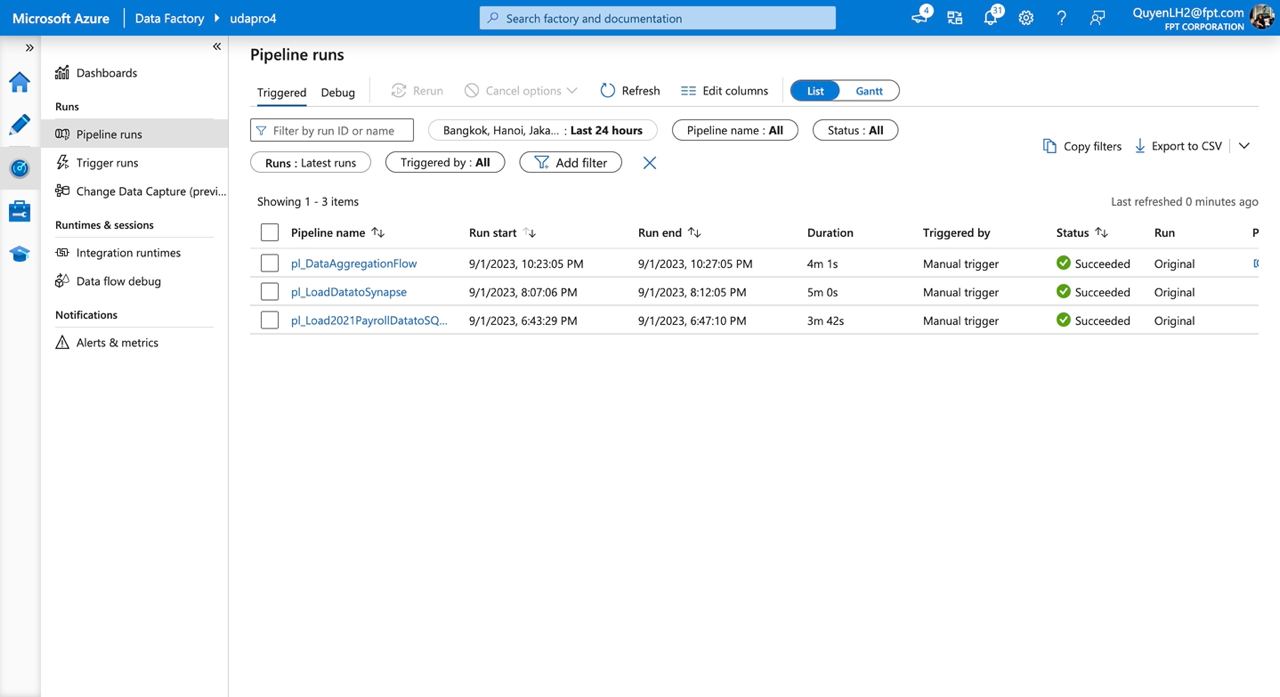 Microsoft Azure
Data Factory
udapro4
Search factory and documentation
4
31
QuyenLH2@fpt.com
FPT CORPORATION
Dashboards
Runs
Pipeline runs
Trigger runs
Change Data Capture (previ...
Runtimes & sessions
Integration runtimes
Data flow debug
Notifications
Alerts & metrics
Pipeline runs
Triggered Debug Rerun Cancel options Refresh Edit columns List Gantt
Filter by run ID or name Bangkok, Hanoi, Jaka... : Last 24 hours Pipeline name : All Status : All
Copy filters Export to CSV
Runs : Latest runs Triggered by : All Add filter
Showing 1 - 3 items Last refreshed 0 minutes ago
Pipeline name Run start Run end Duration Triggered by Status Run
pl_DataAggregationFlow 9/1/2023, 10:23:05 PM 9/1/2023, 10:27:05 PM 4m 1s Manual trigger Succeeded Original
pl_LoadDatatoSynapse 9/1/2023, 8:07:06 PM 9/1/2023, 8:12:05 PM 5m 0s Manual trigger Succeeded Original
pl_Load2021PayrollDatatoSQ... 9/1/2023, 6:43:29 PM 9/1/2023, 6:47:10 PM 3m 42s Manual trigger Succeeded Original